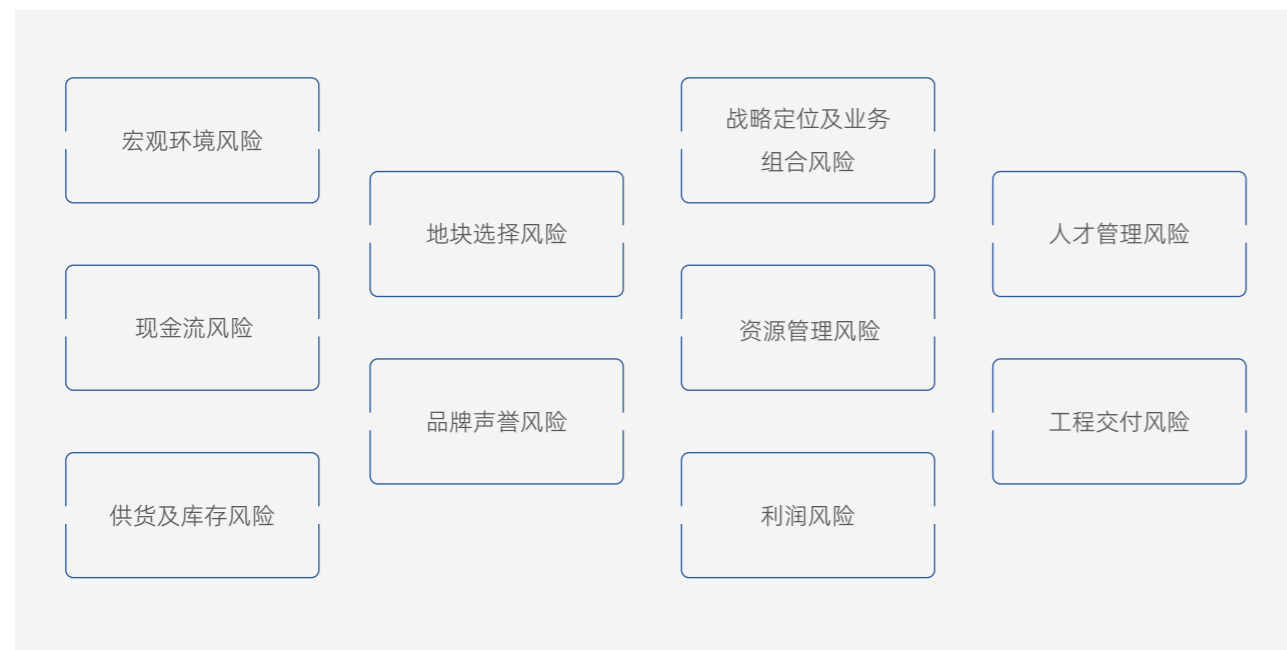 宏观环境风险
战略定位及业务
组合风险
地块选择风险
人才管理风险
现金流风险
资源管理风险
品牌声誉风险
工程交付风险
供货及库存风险
利润风险